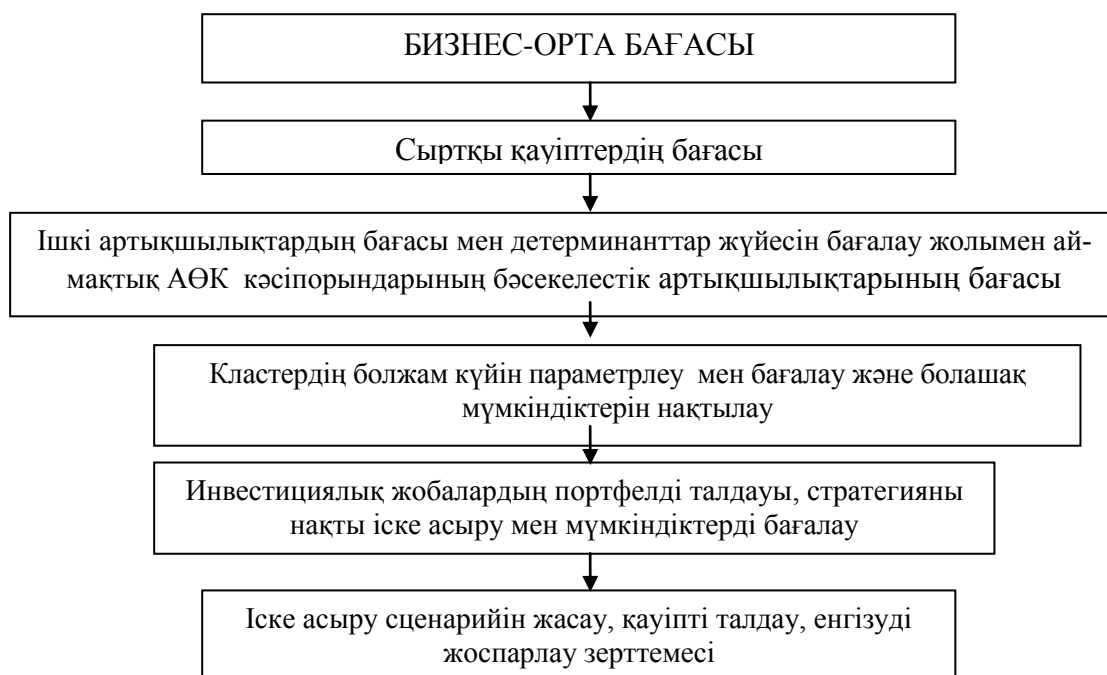 БИЗНЕС-ОРТА БАҒАСЫ
Сыртқы қауіптердің бағасы
Ішкі артықшылықтардың бағасы мен детерминанттар жүйесін бағалау жолымен ай-
мақтық АӨК кәсіпорындарының бәсекелестік артықшылықтарының бағасы
Кластердің болжам күйін параметрлеу мен бағалау және болашақ
мүмкіндіктерін нақтылау
Инвестициялық жобалардың портфелді талдауы, стратегияны
нақты іске асыру мен мүмкіндіктерді бағалау
Іске асыру сценарийін жасау, қауіпті талдау, енгізуді
жоспарлау зерттемесі